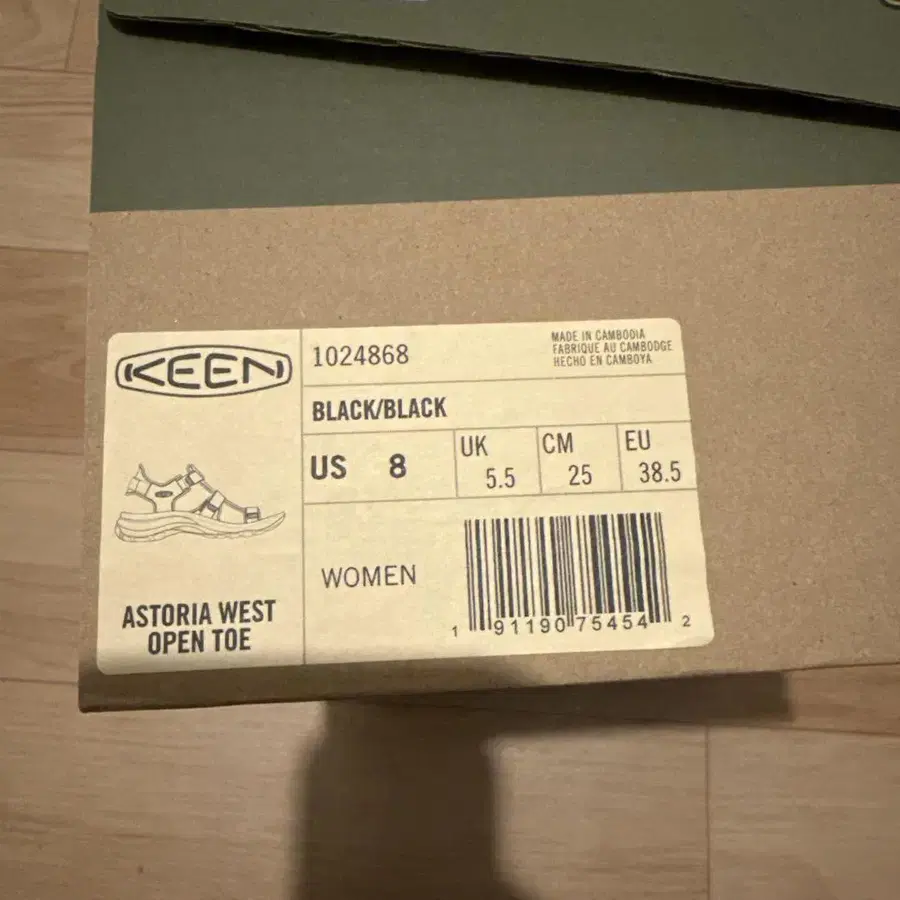 KEEN
1024868
MADE IN CAMBODIA
FABRIQUE AU CAMBODGE
HECHO EN CAMBOYA
BLACK/BLACK
US 8
UK 5.5
CM 25
EU 38.5
WOMEN
ASTORIA WEST
OPEN TOE
1 91190 75454 2